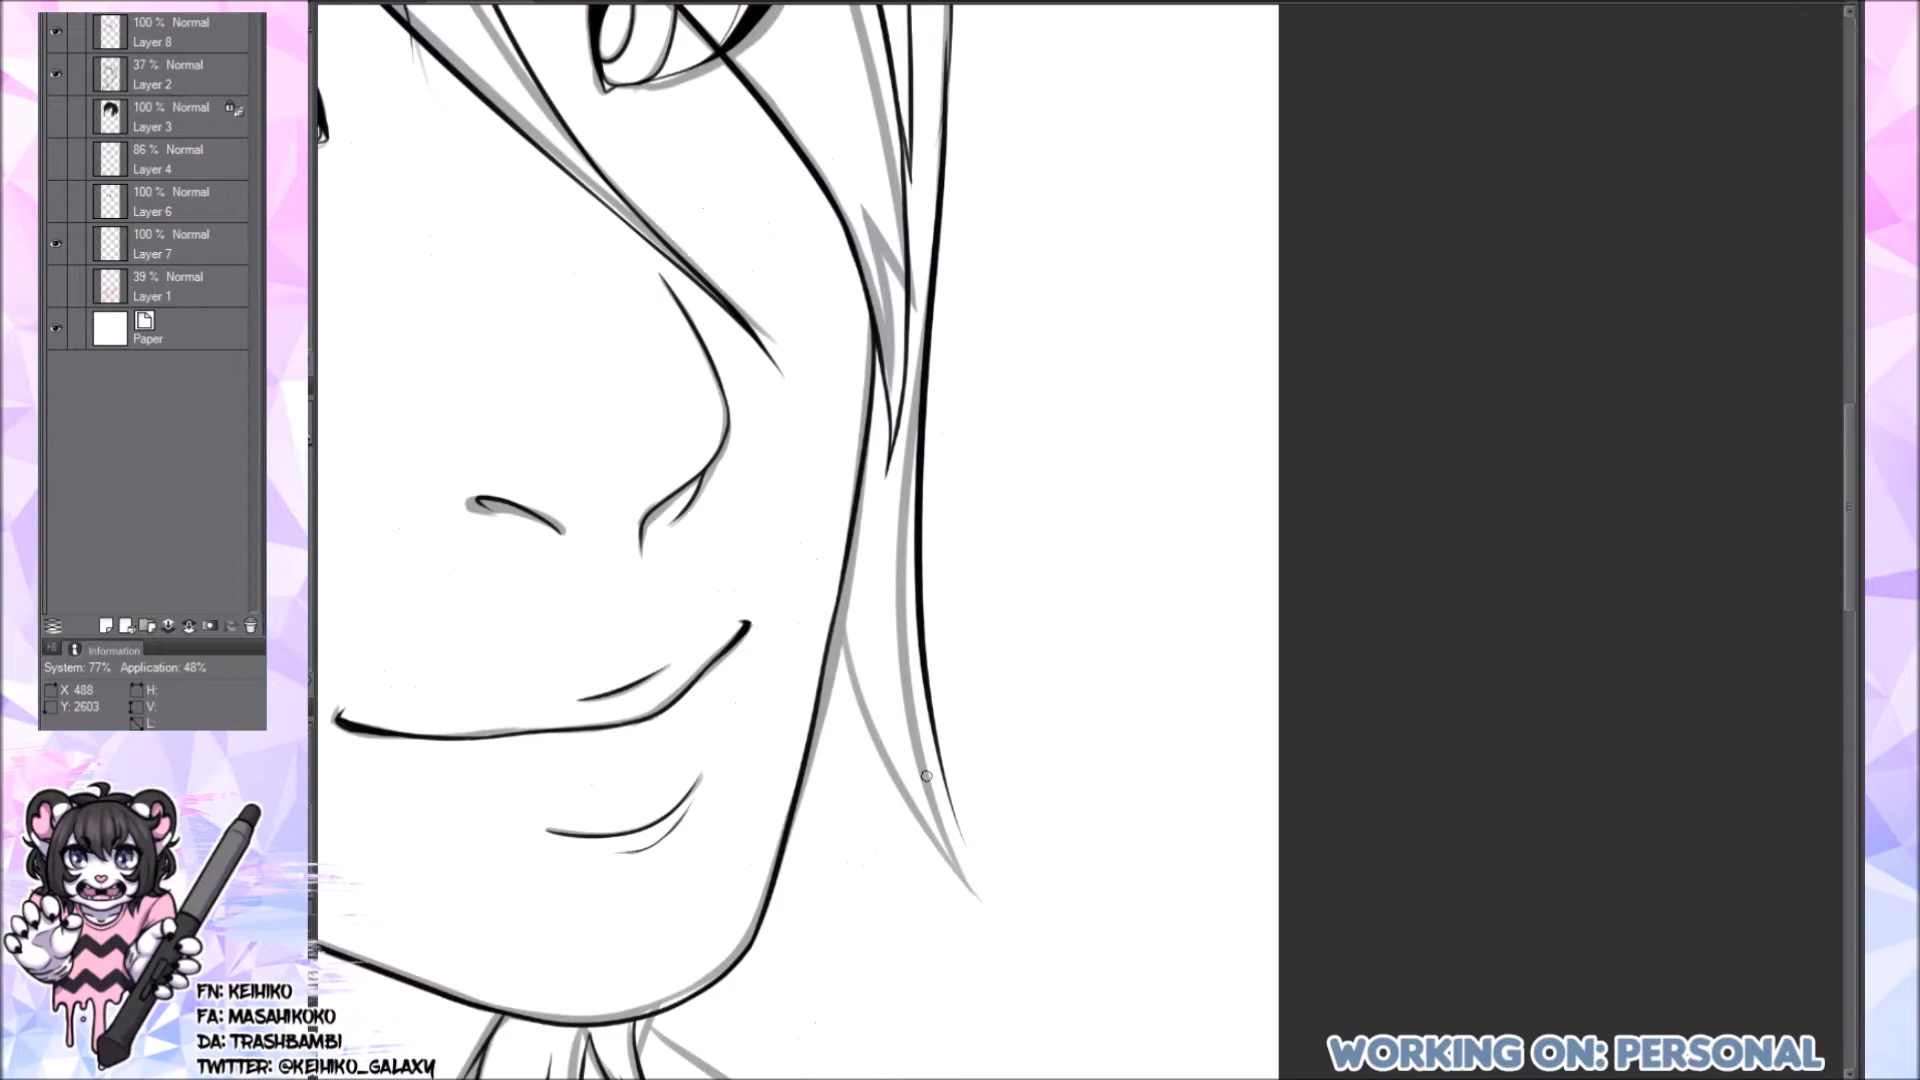 100 % Normal
Layer 8
37 % Normal
Layer 2
100 % Normal
Layer 3
86 % Normal
Layer 4
100 % Normal
Layer 6
100 % Normal
Layer 7
39 % Normal
Layer 1
Paper
Information
System: 77% Application: 48%
X 488 H:
Y: 2603 V:
L:
FN: KEIHIKO
FA: MASAHIKOKO
DA: TRASHBAMBI
TWITTER: @KEIHIKO_GALAXY
WORKING ON: PERSONAL